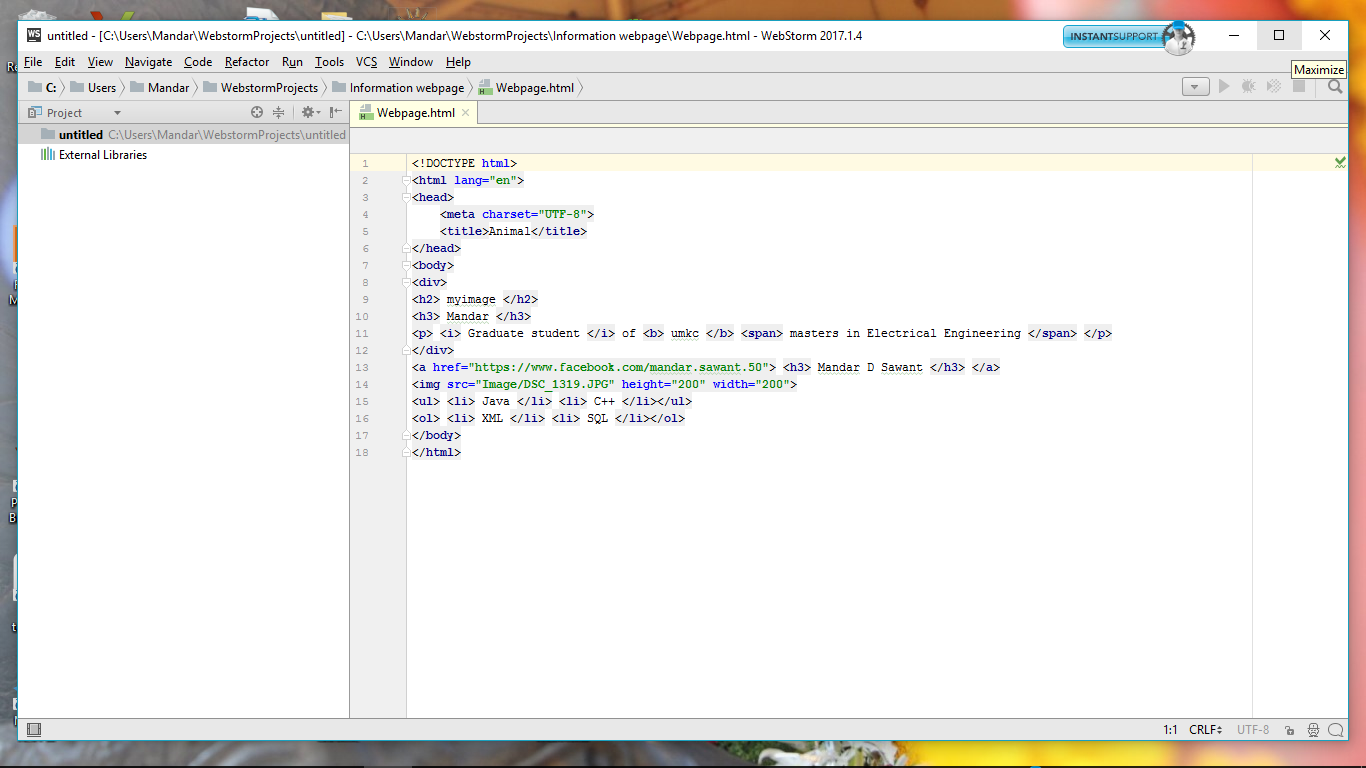 WS untitled - [C:\Users\Mandar\WebstormProjects\untitled] - C:\Users\Mandar\WebstormProjects\Information webpage\Webpage.html - WebStorm 2017.1.4
INSTANTSUPPORT
File Edit View Navigate Code Refactor Run Tools VCS Window Help
Maximize
C: Users Mandar WebstormProjects Information webpage Webpage.html
Project
Webpage.html
untitled C:\Users\Mandar\WebstormProjects\untitled
External Libraries
1 <!DOCTYPE html>
2 <html lang="en">
3 <head>
4     <meta charset="UTF-8">
5     <title>Animal</title>
6 </head>
7 <body>
8 <div>
9 <h2> myimage </h2>
10 <h3> Mandar </h3>
11 <p> <i> Graduate student </i> of <b> umkc </b> <span> masters in Electrical Engineering </span> </p>
12 </div>
13 <a href="https://www.facebook.com/mandar.sawant.50"> <h3> Mandar D Sawant </h3> </a>
14 <img src="Image/DSC_1319.JPG" height="200" width="200">
15 <ul> <li> Java </li> <li> C++ </li></ul>
16 <ol> <li> XML </li> <li> SQL </li></ol>
17 </body>
18 </html>
1:1 CRLF UTF-8